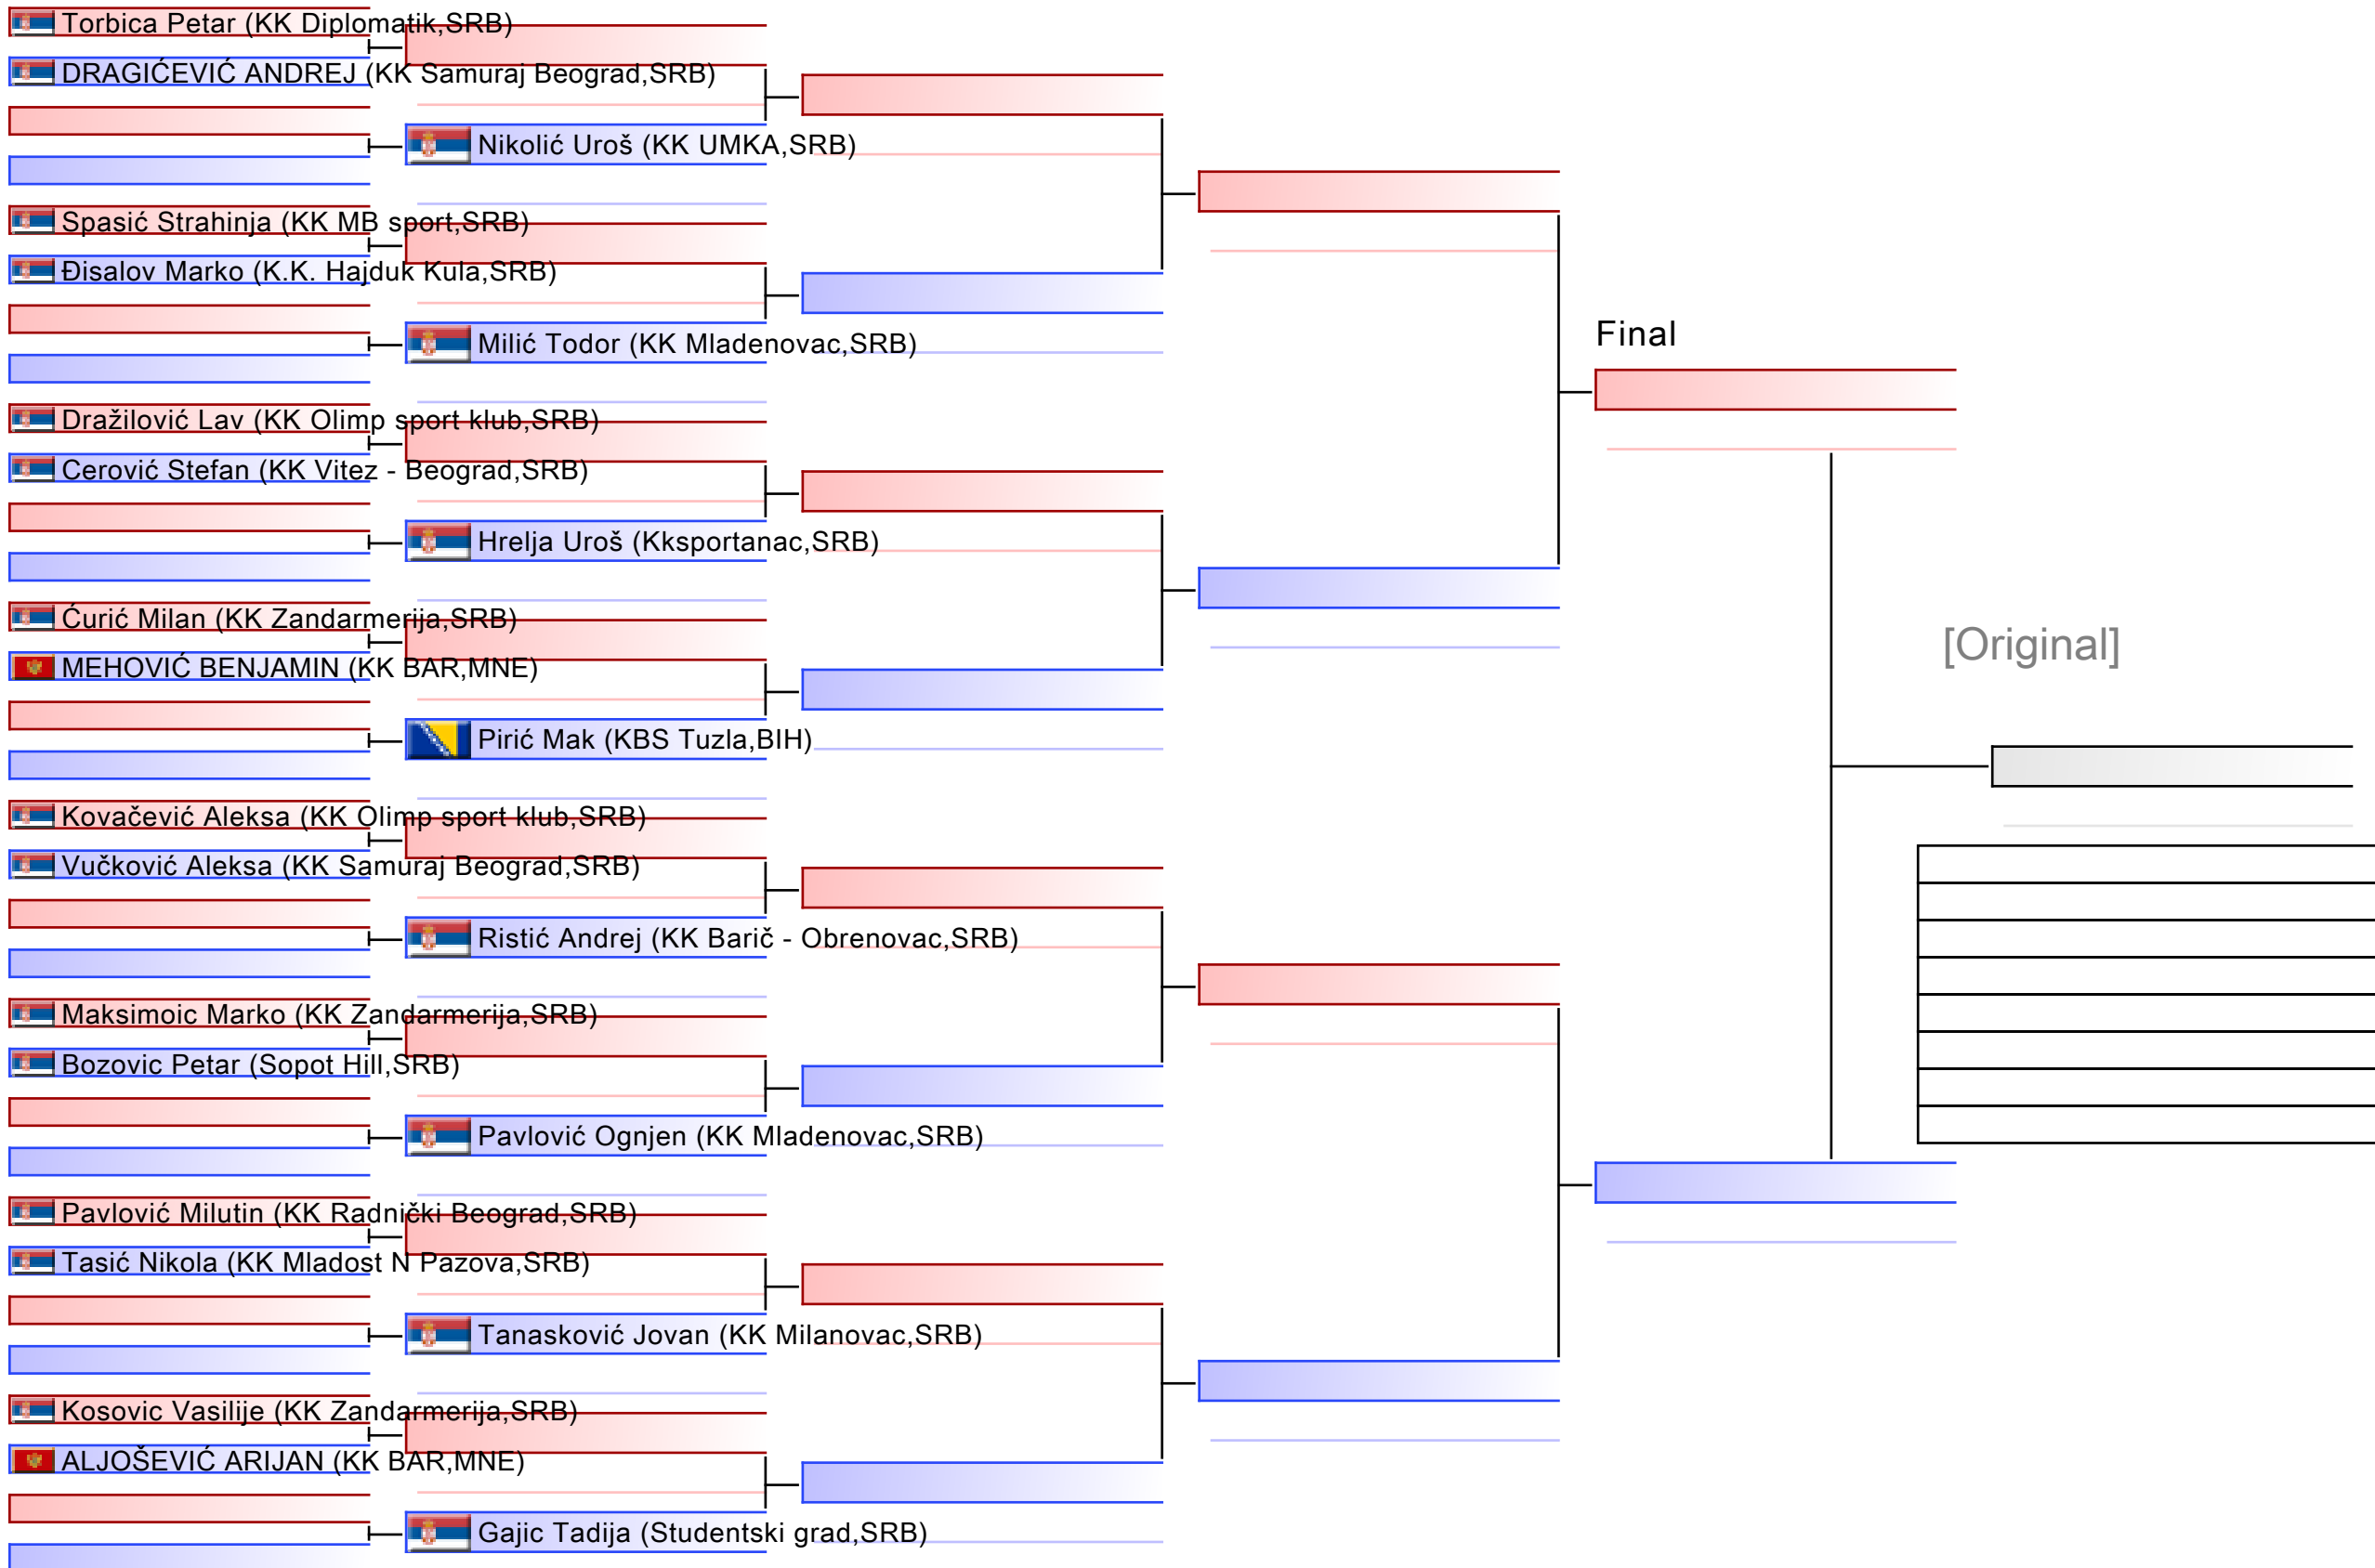 Torbica Petar (KK Diplomatik,SRB)
DRAGIĆEVIĆ ANDREJ (KK Samuraj Beograd,SRB)
Nikolić Uroš (KK UMKA,SRB)
Spasić Strahinja (KK MB sport,SRB)
Đisalov Marko (K.K. Hajduk Kula,SRB)
Milić Todor (KK Mladenovac,SRB)
Dražilović Lav (KK Olimp sport klub,SRB)
Cerović Stefan (KK Vitez - Beograd,SRB)
Hrelja Uroš (Kksportanac,SRB)
Ćurić Milan (KK Zandarmerija,SRB)
MEHOVIĆ BENJAMIN (KK BAR,MNE)
Pirić Mak (KBS Tuzla,BIH)
Kovačević Aleksa (KK Olimp sport klub,SRB)
Vučković Aleksa (KK Samuraj Beograd,SRB)
Ristić Andrej (KK Barič - Obrenovac,SRB)
Maksimoic Marko (KK Zandarmerija,SRB)
Bozovic Petar (Sopot Hill,SRB)
Pavlović Ognjen (KK Mladenovac,SRB)
Pavlović Milutin (KK Radnički Beograd,SRB)
Tasić Nikola (KK Mladost N Pazova,SRB)
Tanasković Jovan (KK Milanovac,SRB)
Kosovic Vasilije (KK Zandarmerija,SRB)
ALJOŠEVIĆ ARIJAN (KK BAR,MNE)
Gajic Tadija (Studentski grad,SRB)
Final
[Original]